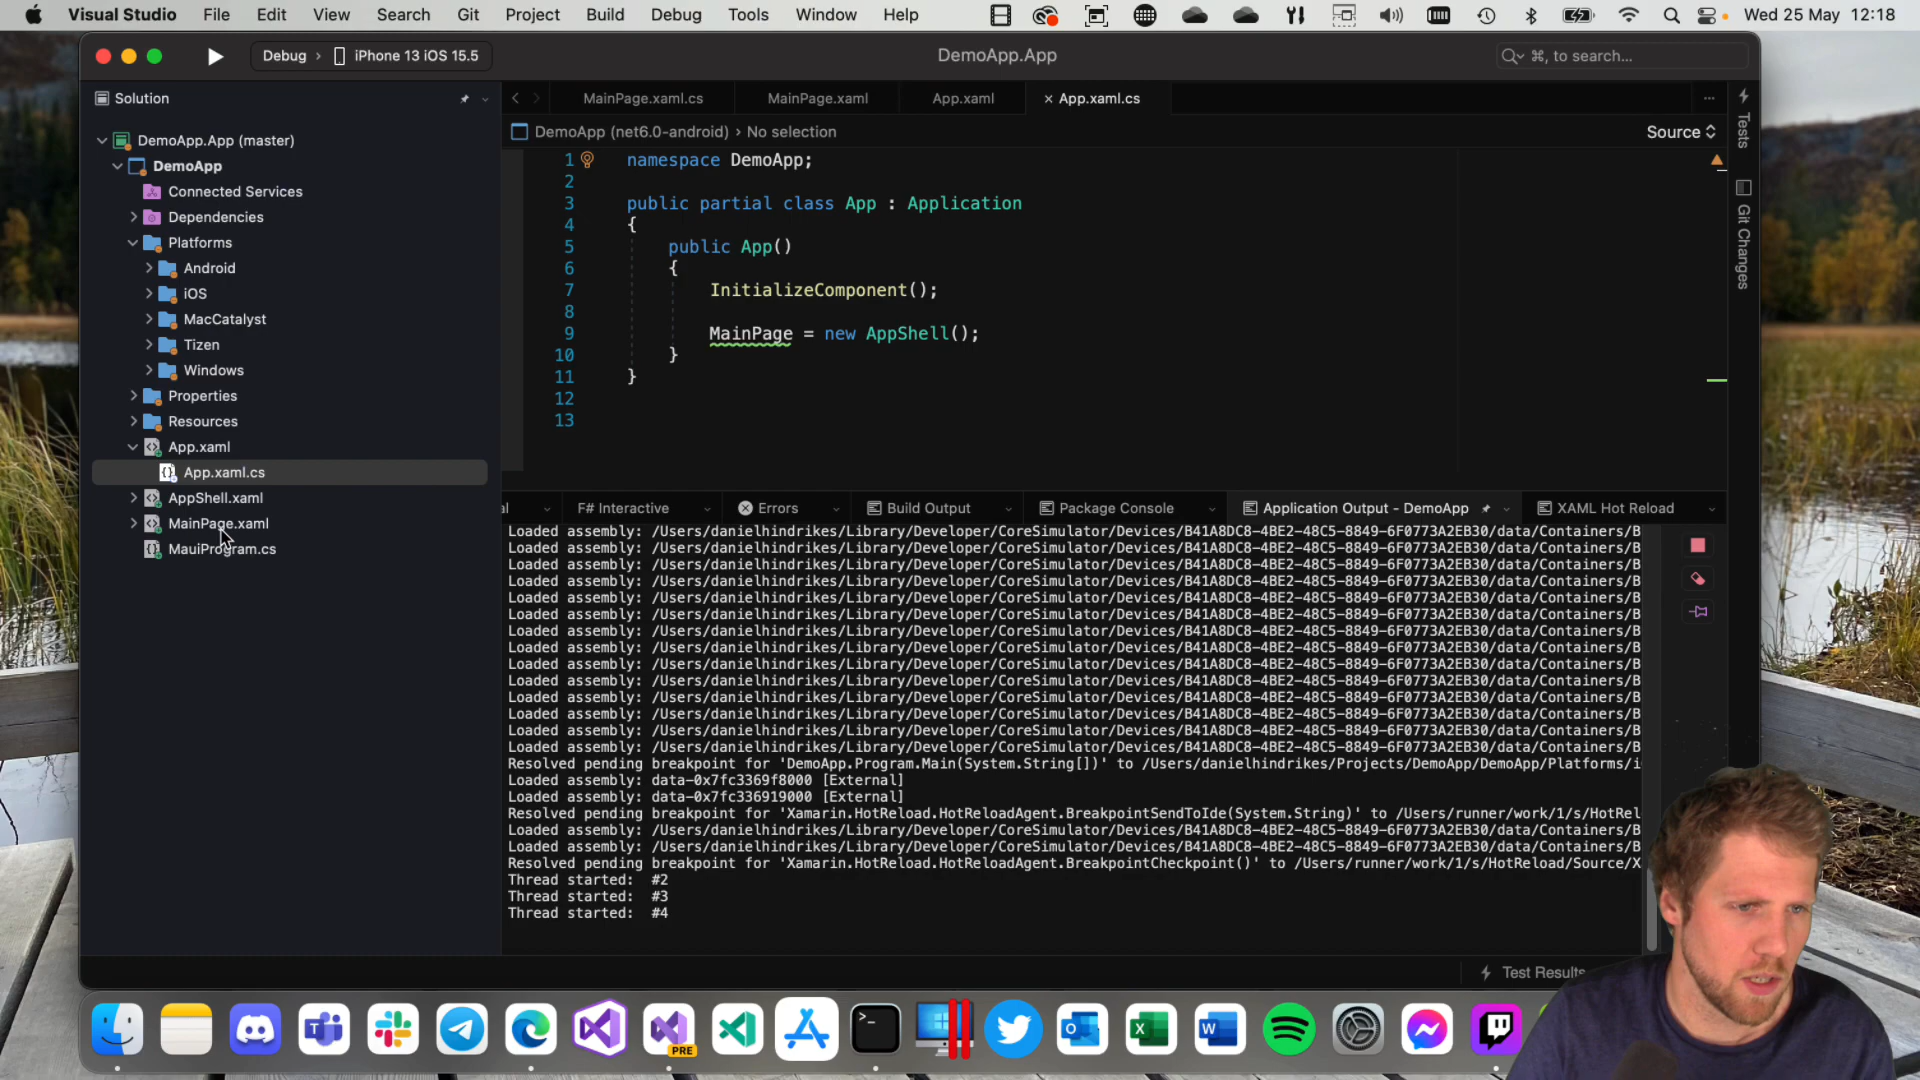 Visual Studio File Edit View Search Git Project Build Debug Tools Window Help Wed 25 May 12:18
Debug › iPhone 13 iOS 15.5
DemoApp.App
⌘, to search...
Solution
MainPage.xaml.cs MainPage.xaml App.xaml × App.xaml.cs
DemoApp (net6.0-android) › No selection
Source
DemoApp.App (master)
DemoApp
Connected Services
Dependencies
Platforms
Android
iOS
MacCatalyst
Tizen
Windows
Properties
Resources
App.xaml
App.xaml.cs
AppShell.xaml
MainPage.xaml
MauiProgram.cs
1 namespace DemoApp;
2
3 public partial class App : Application
4 {
5 public App()
6 {
7 InitializeComponent();
8
9 MainPage = new AppShell();
10 }
11 }
12
13
Tests
Git Changes
al F# Interactive Errors Build Output Package Console Application Output - DemoApp XAML Hot Reload
Loaded assembly: /Users/danielhindrikes/Library/Developer/CoreSimulator/Devices/B41A8DC8-4BE2-48C5-8849-6F0773A2EB30/data/Containers/B
Loaded assembly: /Users/danielhindrikes/Library/Developer/CoreSimulator/Devices/B41A8DC8-4BE2-48C5-8849-6F0773A2EB30/data/Containers/B
Loaded assembly: /Users/danielhindrikes/Library/Developer/CoreSimulator/Devices/B41A8DC8-4BE2-48C5-8849-6F0773A2EB30/data/Containers/B
Loaded assembly: /Users/danielhindrikes/Library/Developer/CoreSimulator/Devices/B41A8DC8-4BE2-48C5-8849-6F0773A2EB30/data/Containers/B
Loaded assembly: /Users/danielhindrikes/Library/Developer/CoreSimulator/Devices/B41A8DC8-4BE2-48C5-8849-6F0773A2EB30/data/Containers/B
Loaded assembly: /Users/danielhindrikes/Library/Developer/CoreSimulator/Devices/B41A8DC8-4BE2-48C5-8849-6F0773A2EB30/data/Containers/B
Loaded assembly: /Users/danielhindrikes/Library/Developer/CoreSimulator/Devices/B41A8DC8-4BE2-48C5-8849-6F0773A2EB30/data/Containers/B
Loaded assembly: /Users/danielhindrikes/Library/Developer/CoreSimulator/Devices/B41A8DC8-4BE2-48C5-8849-6F0773A2EB30/data/Containers/B
Loaded assembly: /Users/danielhindrikes/Library/Developer/CoreSimulator/Devices/B41A8DC8-4BE2-48C5-8849-6F0773A2EB30/data/Containers/B
Loaded assembly: /Users/danielhindrikes/Library/Developer/CoreSimulator/Devices/B41A8DC8-4BE2-48C5-8849-6F0773A2EB30/data/Containers/B
Loaded assembly: /Users/danielhindrikes/Library/Developer/CoreSimulator/Devices/B41A8DC8-4BE2-48C5-8849-6F0773A2EB30/data/Containers/B
Loaded assembly: /Users/danielhindrikes/Library/Developer/CoreSimulator/Devices/B41A8DC8-4BE2-48C5-8849-6F0773A2EB30/data/Containers/B
Loaded assembly: /Users/danielhindrikes/Library/Developer/CoreSimulator/Devices/B41A8DC8-4BE2-48C5-8849-6F0773A2EB30/data/Containers/B
Loaded assembly: /Users/danielhindrikes/Library/Developer/CoreSimulator/Devices/B41A8DC8-4BE2-48C5-8849-6F0773A2EB30/data/Containers/B
Resolved pending breakpoint for 'DemoApp.Program.Main(System.String[])' to /Users/danielhindrikes/Projects/DemoApp/DemoApp/Platforms/i
Loaded assembly: data-0x7fc3369f8000 [External]
Loaded assembly: data-0x7fc336919000 [External]
Resolved pending breakpoint for 'Xamarin.HotReload.HotReloadAgent.BreakpointSendToIde(System.String)' to /Users/runner/work/1/s/HotRel
Loaded assembly: /Users/danielhindrikes/Library/Developer/CoreSimulator/Devices/B41A8DC8-4BE2-48C5-8849-6F0773A2EB30/data/Containers/B
Loaded assembly: /Users/danielhindrikes/Library/Developer/CoreSimulator/Devices/B41A8DC8-4BE2-48C5-8849-6F0773A2EB30/data/Containers/B
Resolved pending breakpoint for 'Xamarin.HotReload.HotReloadAgent.BreakpointCheckpoint()' to /Users/runner/work/1/s/HotReload/Source/X
Thread started: #2
Thread started: #3
Thread started: #4
Test Results
PRE